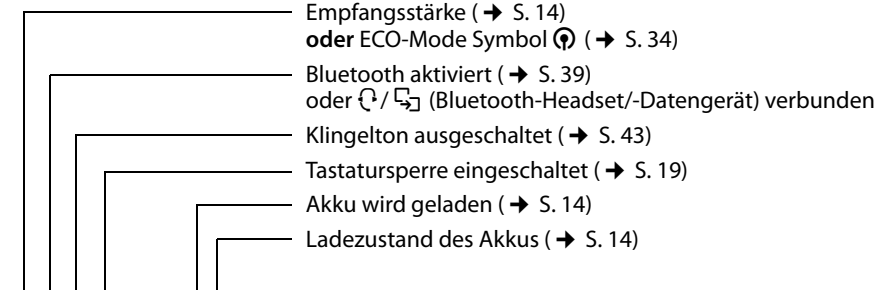 Empfangsstärke ( ➔ S. 14)
oder ECO-Mode Symbol ( ➔ S. 34)
Bluetooth aktiviert ( ➔ S. 39)
oder / (Bluetooth-Headset/-Datengerät) verbunden
Klingelton ausgeschaltet ( ➔ S. 43)
Tastatursperre eingeschaltet ( ➔ S. 19)
Akku wird geladen ( ➔ S. 14)
Ladezustand des Akkus ( ➔ S. 14)